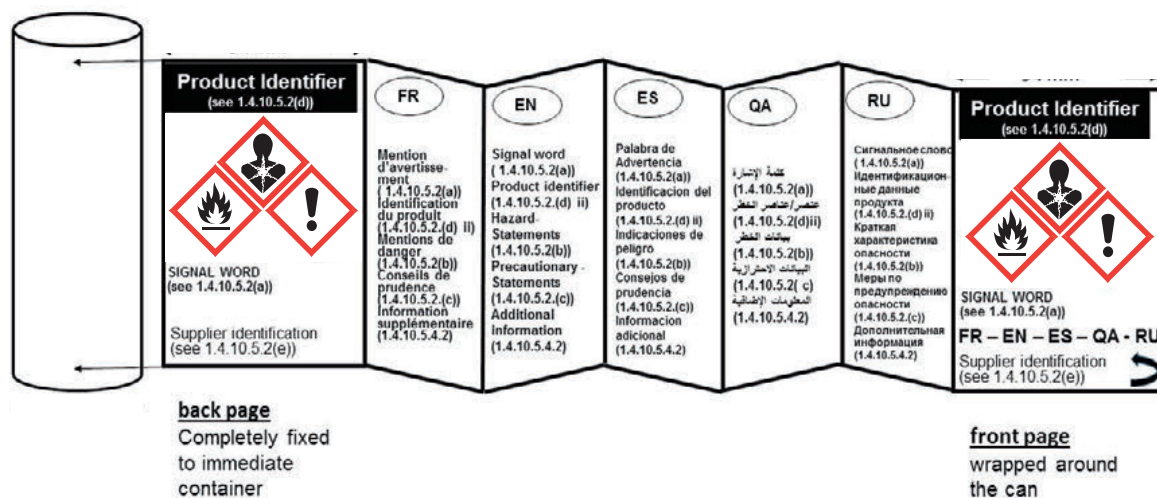 Product Identifier
(see 1.4.10.5.2(d))
SIGNAL WORD
(see 1.4.10.5.2(a))
Supplier identification
(see 1.4.10.5.2(e))
back page
Completely fixed
to immediate
container
FR
Mention
d'avertisse-
ment
( 1.4.10.5.2(a))
Identification
du produit
(1.4.10.5.2.(d) ii)
Mentions de
danger
(1.4.10.5.2(b))
Conseils de
prudence
(1.4.10.5.2.(c))
Information
supplémentaire
(1.4.10.5.4.2)
EN
Signal word
( 1.4.10.5.2(a))
Product identifier
(1.4.10.5.2.(d) ii)
Hazard-
Statements
(1.4.10.5.2(b))
Precautionary -
Statements
(1.4.10.5.2.(c))
Additional
Information
(1.4.10.5.4.2)
ES
Palabra de
Advertencia
(1.4.10.5.2(a))
Identificacion del
producto
(1.4.10.5.2.(d) ii)
Indicaciones de
peligro
(1.4.10.5.2(b))
Consejos de
prudencia
(1.4.10.5.2.(c))
Informacion
adicional
(1.4.10.5.4.2)
QA
كلمة الإشارة
(1.4.10.5.2(a))
عنصر/عناصر الخطر
(1.4.10.5.2(d)ii)
بيانات الخطر
(1.4.10.5.2(b))
البيانات الاحترازية
(1.4.10.5.2( c)
المعلومات الإضافية
(1.4.10.5.4.2)
RU
Сигнальное слово
( 1.4.10.5.2(a))
Идентификацион-
ные данные
продукта
(1.4.10.5.2.(d) ii)
Краткая
характеристика
опасности
(1.4.10.5.2(b))
Меры по
предупреждению
опасности
(1.4.10.5.2.(c))
Дополнительная
информация
(1.4.10.5.4.2)
Product Identifier
(see 1.4.10.5.2(d))
SIGNAL WORD
(see 1.4.10.5.2(a))
FR – EN – ES – QA - RU
Supplier identification
(see 1.4.10.5.2(e))
front page
wrapped around
the can